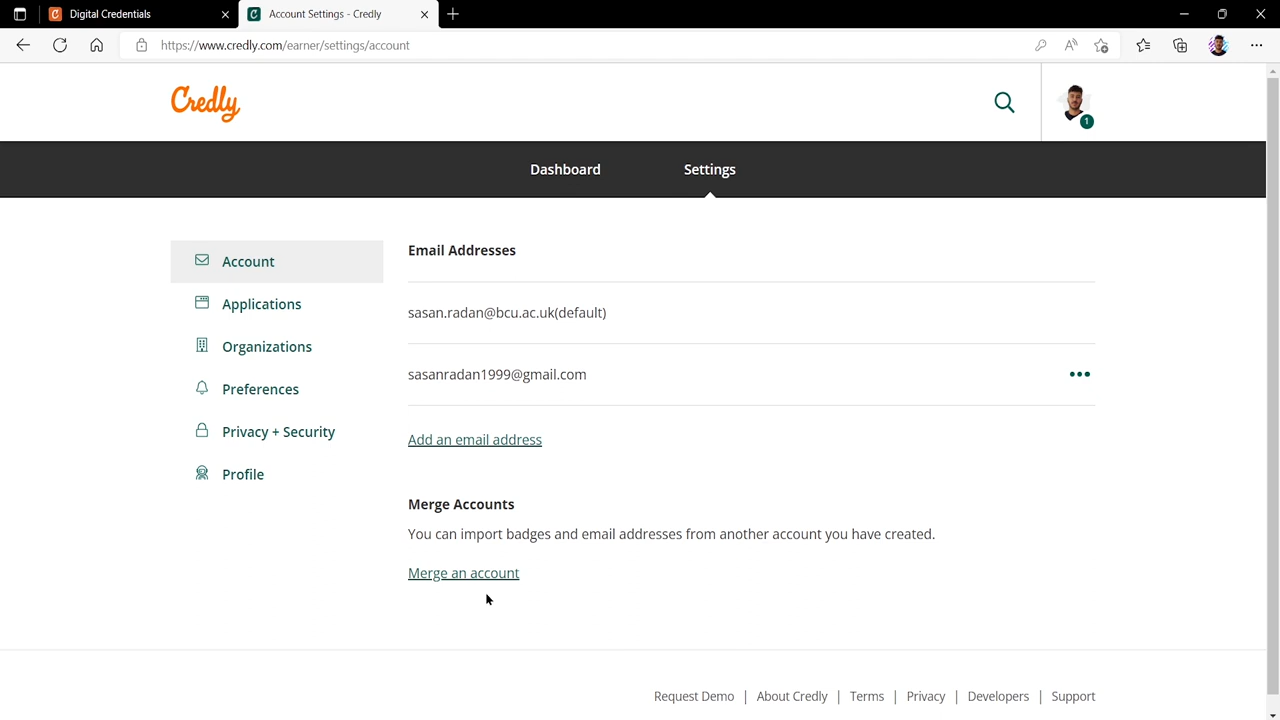 Digital Credentials
Account Settings - Credly
https://www.credly.com/earner/settings/account
Credly
1
Dashboard
Settings
Account
Applications
Organizations
Preferences
Privacy + Security
Profile
Email Addresses
sasan.radan@bcu.ac.uk(default)
sasanradan1999@gmail.com
Add an email address
Merge Accounts
You can import badges and email addresses from another account you have created.
Merge an account
Request Demo | About Credly | Terms | Privacy | Developers | Support